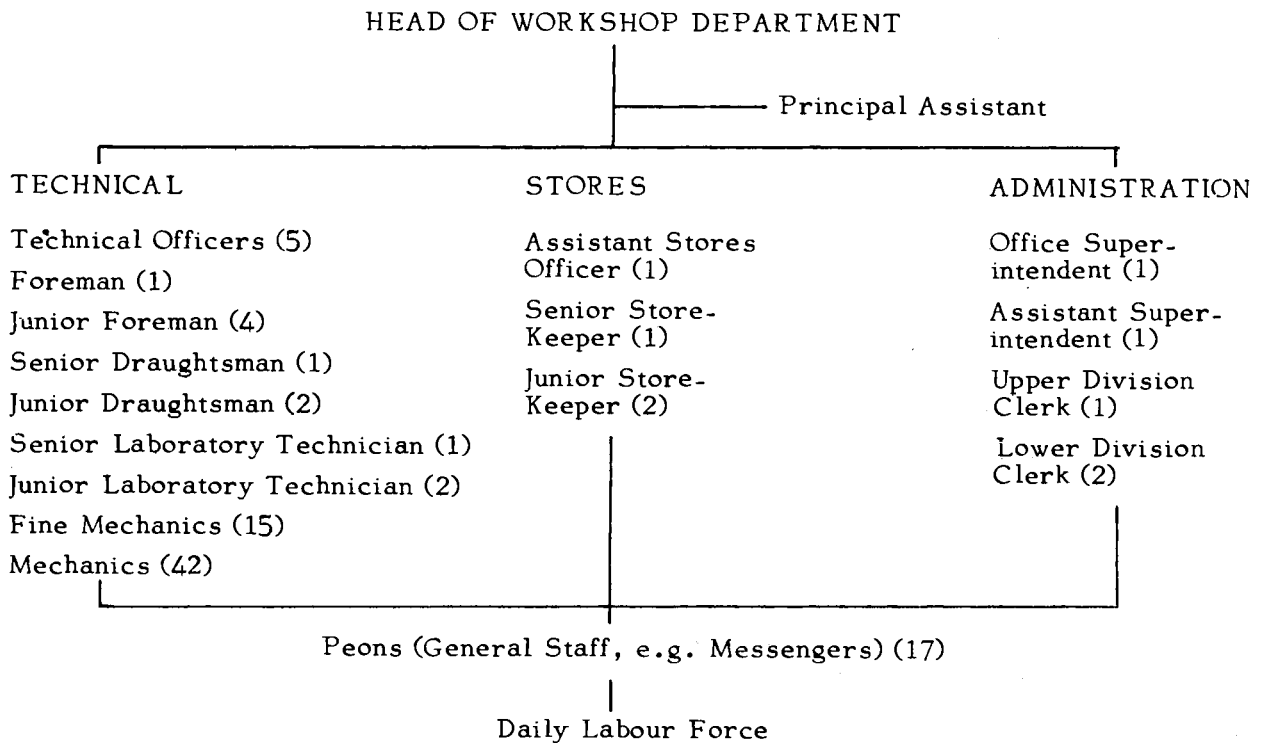 HEAD OF WORKSHOP DEPARTMENT
Principal Assistant
TECHNICAL
Technical Officers (5)
Foreman (1)
Junior Foreman (4)
Senior Draughtsman (1)
Junior Draughtsman (2)
Senior Laboratory Technician (1)
Junior Laboratory Technician (2)
Fine Mechanics (15)
Mechanics (42)
STORES
Assistant Stores
Officer (1)
Senior Store-
Keeper (1)
Junior Store-
Keeper (2)
ADMINISTRATION
Office Super-
intendent (1)
Assistant Super-
intendent (1)
Upper Division
Clerk (1)
Lower Division
Clerk (2)
Peons (General Staff, e.g. Messengers) (17)
Daily Labour Force